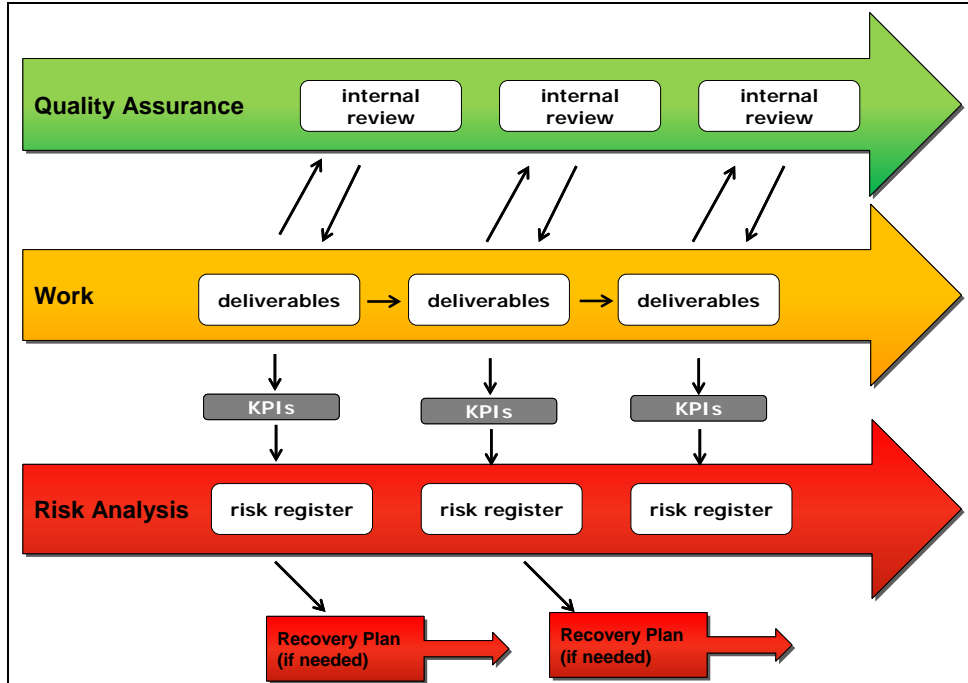 Quality Assurance
internal
review
internal
review
internal
review
Work
deliverables
deliverables
deliverables
KPIs
KPIs
KPIs
Risk Analysis
risk register
risk register
risk register
Recovery Plan
(if needed)
Recovery Plan
(if needed)